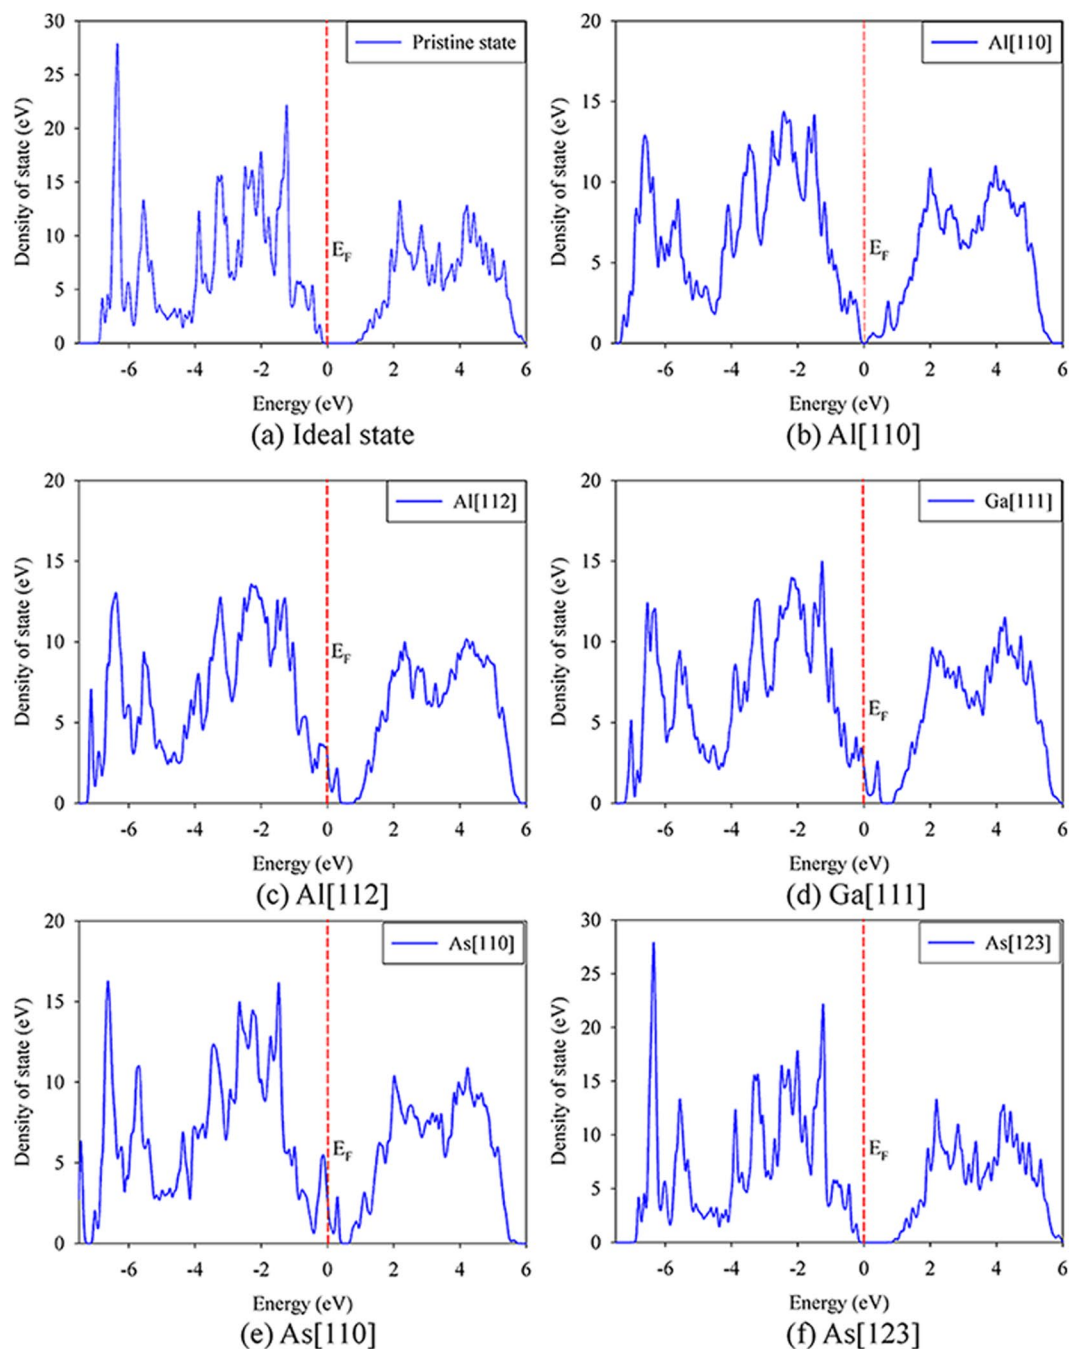 Pristine state
Density of state (eV)
30
25
20
15
10
5
0
E_F
-6 -4 -2 0 2 4 6
Energy (eV)
(a) Ideal state
Al[110]
Density of state (eV)
20
15
10
5
0
E_F
-6 -4 -2 0 2 4 6
Energy (eV)
(b) Al[110]
Al[112]
Density of state (eV)
20
15
10
5
0
E_F
-6 -4 -2 0 2 4 6
Energy (eV)
(c) Al[112]
Ga[111]
Density of state (eV)
20
15
10
5
0
E_F
-6 -4 -2 0 2 4 6
Energy (eV)
(d) Ga[111]
As[110]
Density of state (eV)
20
15
10
5
0
E_F
-6 -4 -2 0 2 4 6
Energy (eV)
(e) As[110]
As[123]
Density of state (eV)
30
25
20
15
10
5
0
E_F
-6 -4 -2 0 2 4 6
Energy (eV)
(f) As[123]